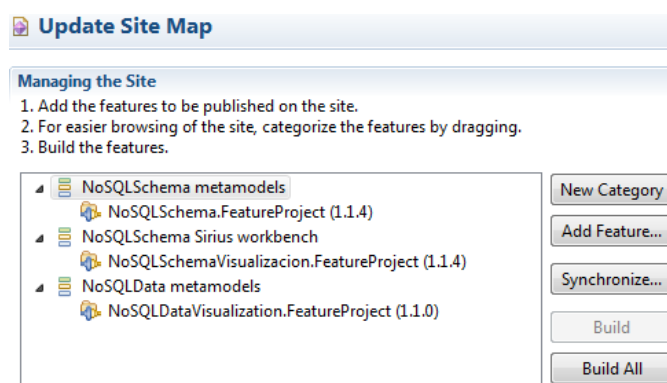 Update Site Map
Managing the Site
1. Add the features to be published on the site.
2. For easier browsing of the site, categorize the features by dragging.
3. Build the features.
NoSQLSchema metamodels
NoSQLSchema.FeatureProject (1.1.4)
NoSQLSchema Sirius workbench
NoSQLSchemaVisualizacion.FeatureProject (1.1.4)
NoSQLData metamodels
NoSQLDataVisualization.FeatureProject (1.1.0)
New Category
Add Feature...
Synchronize...
Build
Build All